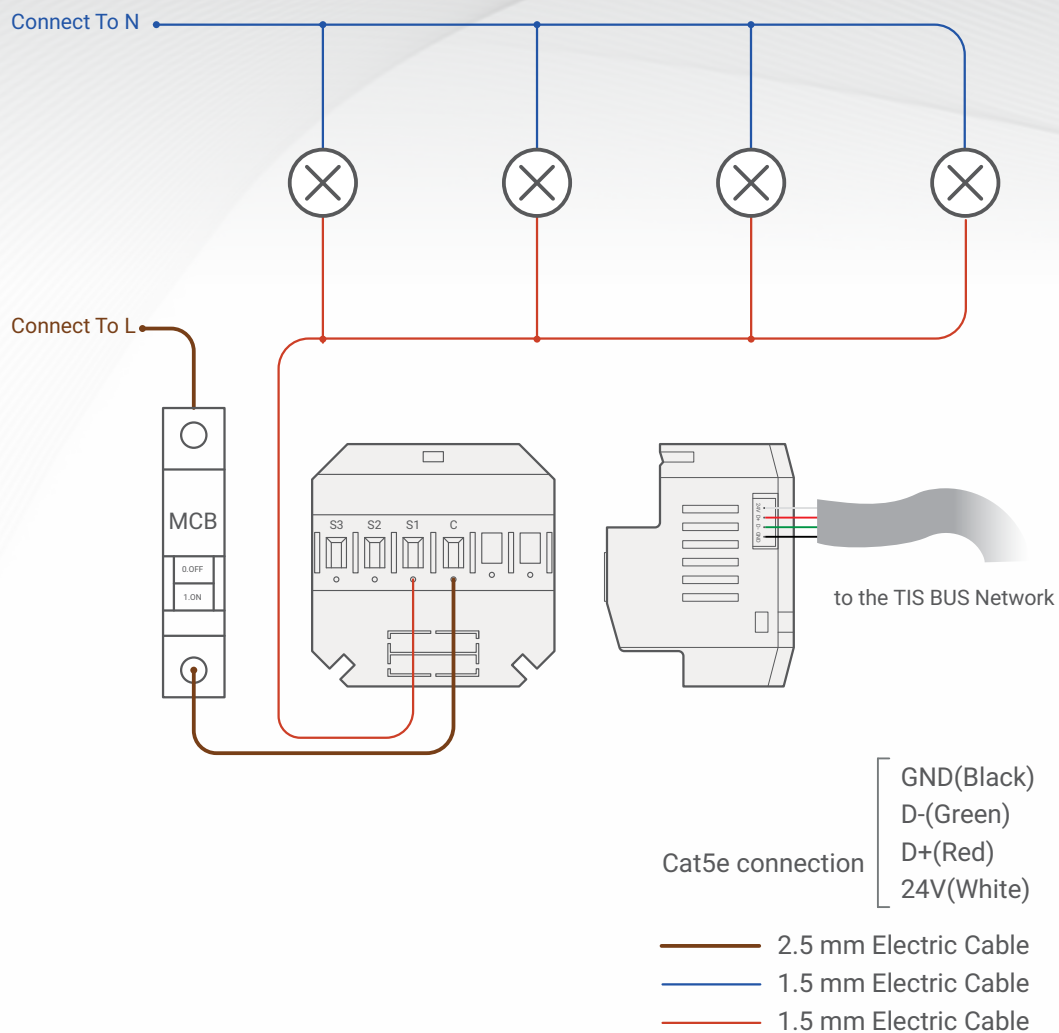 Connect To N
Connect To L
MCB
0.OFF
1.ON
S3 S2 S1 C
24V D+ D- GND
to the TIS BUS Network
Cat5e connection
GND(Black)
D-(Green)
D+(Red)
24V(White)
2.5 mm Electric Cable
1.5 mm Electric Cable
1.5 mm Electric Cable